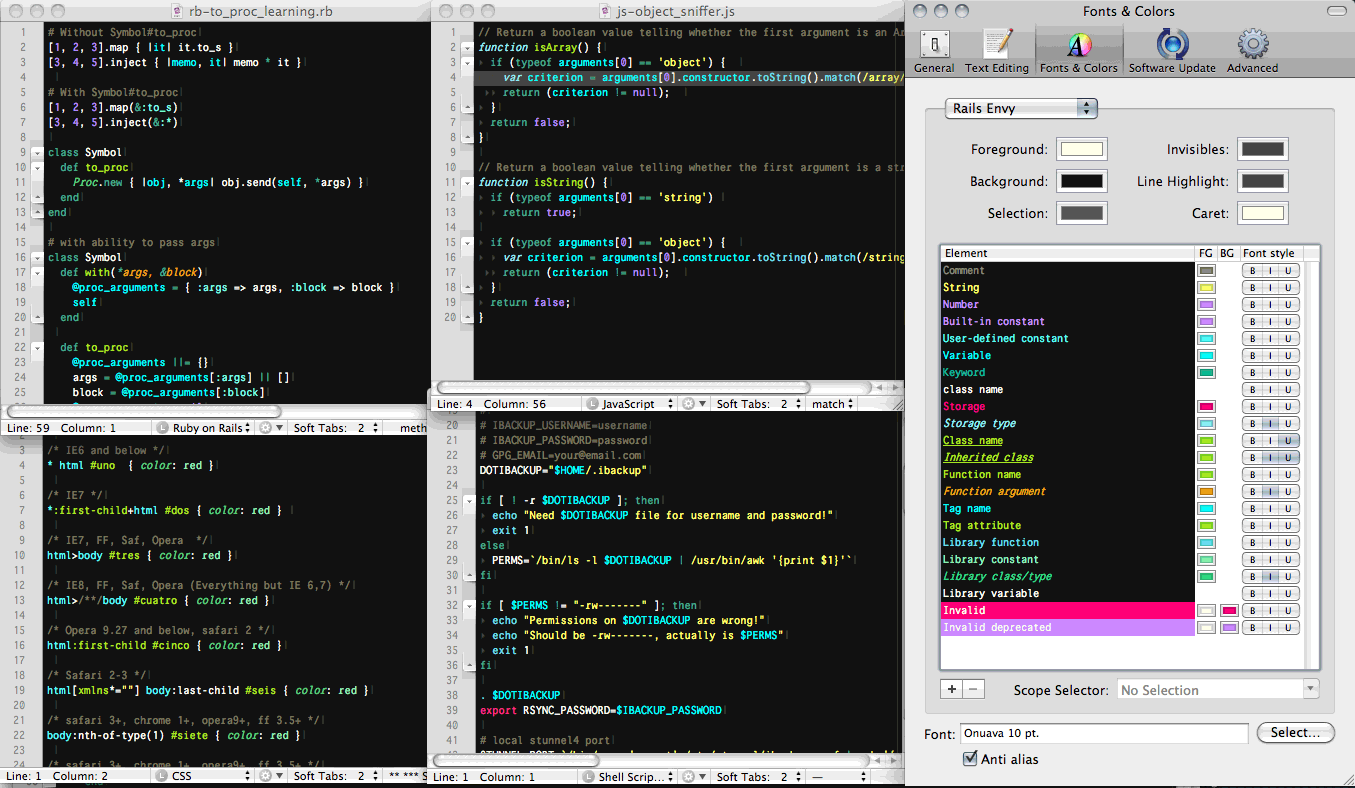 rb-to_proc_learning.rb
1 # Without Symbol#to_proc
2 [1, 2, 3].map { |it| it.to_s }
3 [3, 4, 5].inject { |memo, it| memo * it }
4
5 # With Symbol#to_proc
6 [1, 2, 3].map(&:to_s)
7 [3, 4, 5].inject(&:*)
8
9 class Symbol
10 def to_proc
11 Proc.new { |obj, *args| obj.send(self, *args) }
12 end
13 end
14
15 # with ability to pass args
16 class Symbol
17 def with(*args, &block)
18 @proc_arguments = { :args => args, :block => block }
19 self
20 end
21
22 def to_proc
23 @proc_arguments ||= {}
24 args = @proc_arguments[:args] || []
25 block = @proc_arguments[:block]
Line: 59 Column: 1 Ruby on Rails Soft Tabs: 2 meth
js-object_sniffer.js
1 // Return a boolean value telling whether the first argument is an Ar
2 function isArray() {
3 if (typeof arguments[0] == 'object') {
4 var criterion = arguments[0].constructor.toString().match(/array/
5 return (criterion != null);
6 }
7 return false;
8 }
9
10 // Return a boolean value telling whether the first argument is a str
11 function isString() {
12 if (typeof arguments[0] == 'string')
13 return true;
14
15 if (typeof arguments[0] == 'object') {
16 var criterion = arguments[0].constructor.toString().match(/string
17 return (criterion != null);
18 }
19 return false;
20 }
Line: 4 Column: 56 JavaScript Soft Tabs: 2 match
3 /* IE6 and below */
4 * html #uno { color: red }
5
6 /* IE7 */
7 *:first-child+html #dos { color: red }
8
9 /* IE7, FF, Saf, Opera */
10 html>body #tres { color: red }
11
12 /* IE8, FF, Saf, Opera (Everything but IE 6,7) */
13 html>/**/body #cuatro { color: red }
14
15 /* Opera 9.27 and below, safari 2 */
16 html:first-child #cinco { color: red }
17
18 /* Safari 2-3 */
19 html[xmlns*=""] body:last-child #seis { color: red }
20
21 /* safari 3+, chrome 1+, opera9+, ff 3.5+ */
22 body:nth-of-type(1) #siete { color: red }
23
24 /* safari 3+, chrome 1+, opera9+, ff 3.5+ */
Line: 1 Column: 2 CSS Soft Tabs: 2 ** *** S
20 # IBACKUP_USERNAME=username
21 # IBACKUP_PASSWORD=password
22 # GPG_EMAIL=your@email.com
23 DOTIBACKUP="$HOME/.ibackup"
24
25 if [ ! -r $DOTIBACKUP ]; then
26 echo "Need $DOTIBACKUP file for username and password!"
27 exit 1
28 else
29 PERMS=`/bin/ls -l $DOTIBACKUP | /usr/bin/awk '{print $1}'`
30 fi
31
32 if [ $PERMS != "-rw-------" ]; then
33 echo "Permissions on $DOTIBACKUP are wrong!"
34 echo "Should be -rw-------, actually is $PERMS"
35 exit 1
36 fi
37
38 . $DOTIBACKUP
39 export RSYNC_PASSWORD=$IBACKUP_PASSWORD
40
41 # local stunnel4 port
Line: 1 Column: 1 Shell Scrip... Soft Tabs: 2 —
Fonts & Colors
General Text Editing Fonts & Colors Software Update Advanced
Rails Envy
Foreground: Invisibles:
Background: Line Highlight:
Selection: Caret:
Element FG BG Font style
Comment B I U
String B I U
Number B I U
Built-in constant B I U
User-defined constant B I U
Variable B I U
Keyword B I U
class name B I U
Storage B I U
Storage type B I U
Class name B I U
Inherited class B I U
Function name B I U
Function argument B I U
Tag name B I U
Tag attribute B I U
Library function B I U
Library constant B I U
Library class/type B I U
Library variable B I U
Invalid B I U
Invalid deprecated B I U
+ − Scope Selector: No Selection
Font: Onuava 10 pt. Select...
Anti alias